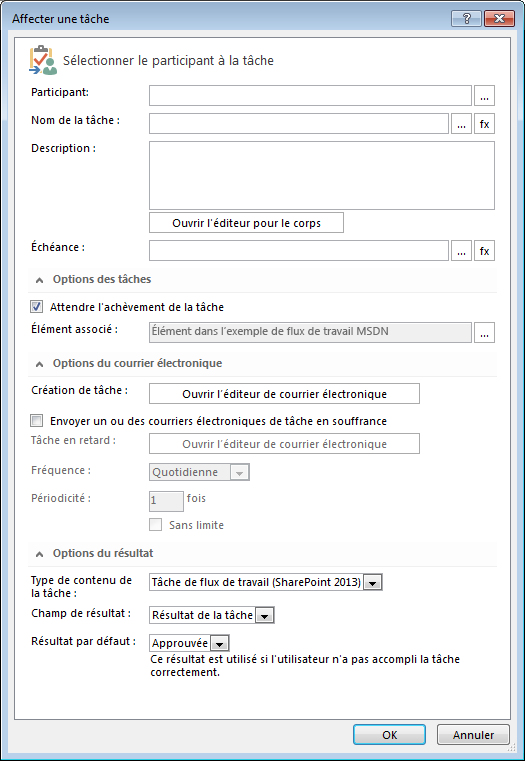 Affecter une tâche
Sélectionner le participant à la tâche
Participant:
...
Nom de la tâche :
... fx
Description :
Ouvrir l'éditeur pour le corps
Échéance :
... fx
Options des tâches
Attendre l'achèvement de la tâche
Élément associé : Élément dans l'exemple de flux de travail MSDN ...
Options du courrier électronique
Création de tâche : Ouvrir l'éditeur de courrier électronique
Envoyer un ou des courriers électroniques de tâche en souffrance
Tâche en retard : Ouvrir l'éditeur de courrier électronique
Fréquence : Quotidienne
Périodicité : 1 fois
Sans limite
Options du résultat
Type de contenu de
la tâche : Tâche de flux de travail (SharePoint 2013)
Champ de résultat : Résultat de la tâche
Résultat par défaut : Approuvée
Ce résultat est utilisé si l'utilisateur n'a pas accompli la tâche
correctement.
OK Annuler